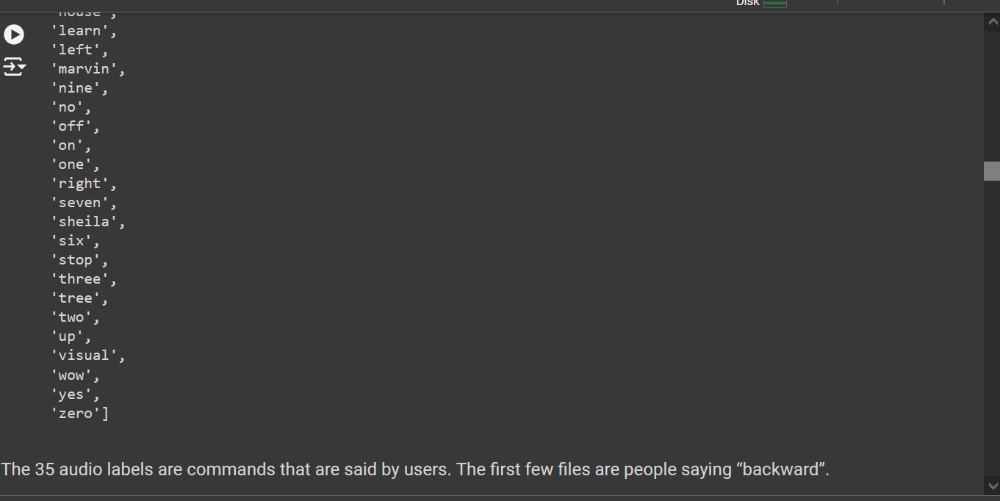 Disk
'house',
'learn',
'left',
'marvin',
'nine',
'no',
'off',
'on',
'one',
'right',
'seven',
'sheila',
'six',
'stop',
'three',
'tree',
'two',
'up',
'visual',
'wow',
'yes',
'zero']
The 35 audio labels are commands that are said by users. The first few files are people saying “backward”.